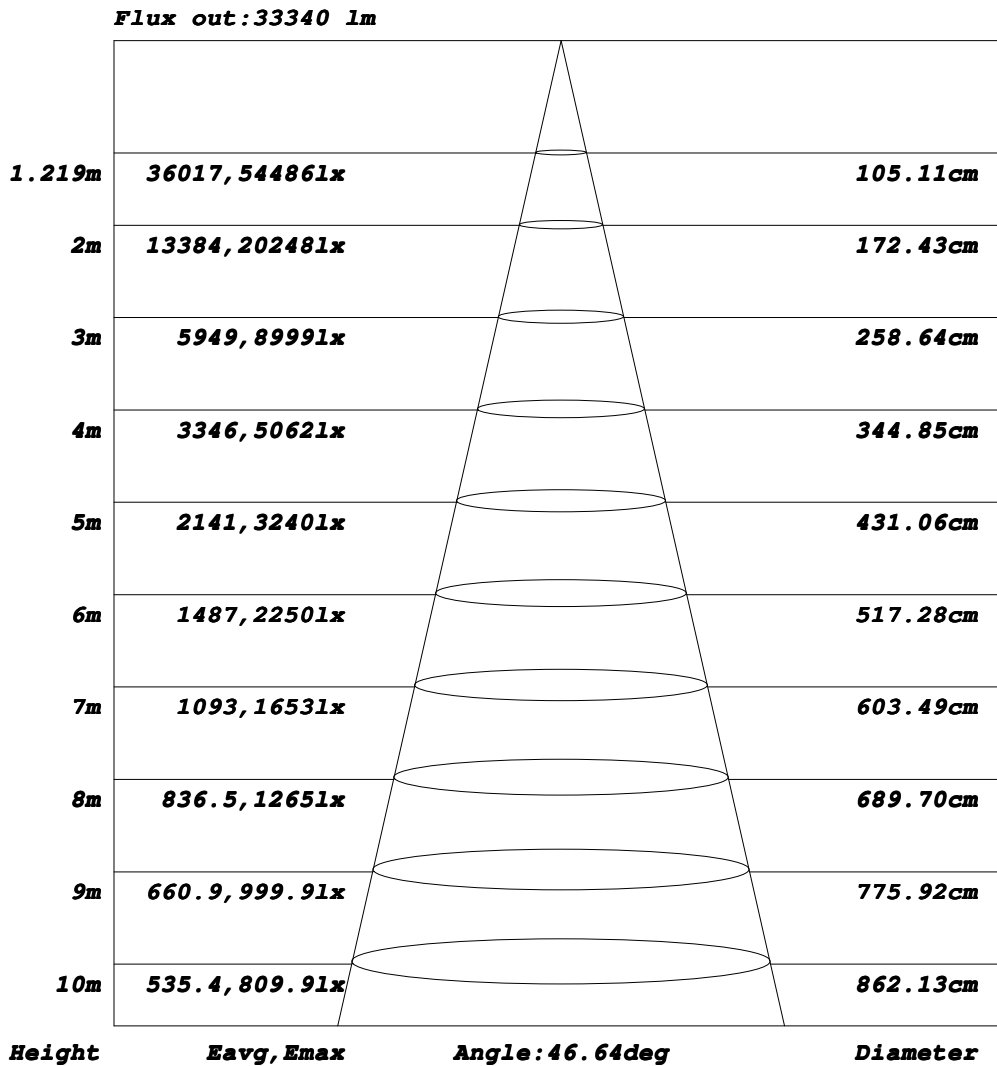 Flux out:33340 lm
1.219m 36017,54486lx 105.11cm
2m 13384,20248lx 172.43cm
3m 5949,8999lx 258.64cm
4m 3346,5062lx 344.85cm
5m 2141,3240lx 431.06cm
6m 1487,2250lx 517.28cm
7m 1093,1653lx 603.49cm
8m 836.5,1265lx 689.70cm
9m 660.9,999.9lx 775.92cm
10m 535.4,809.9lx 862.13cm
Height Eavg,Emax Angle:46.64deg Diameter